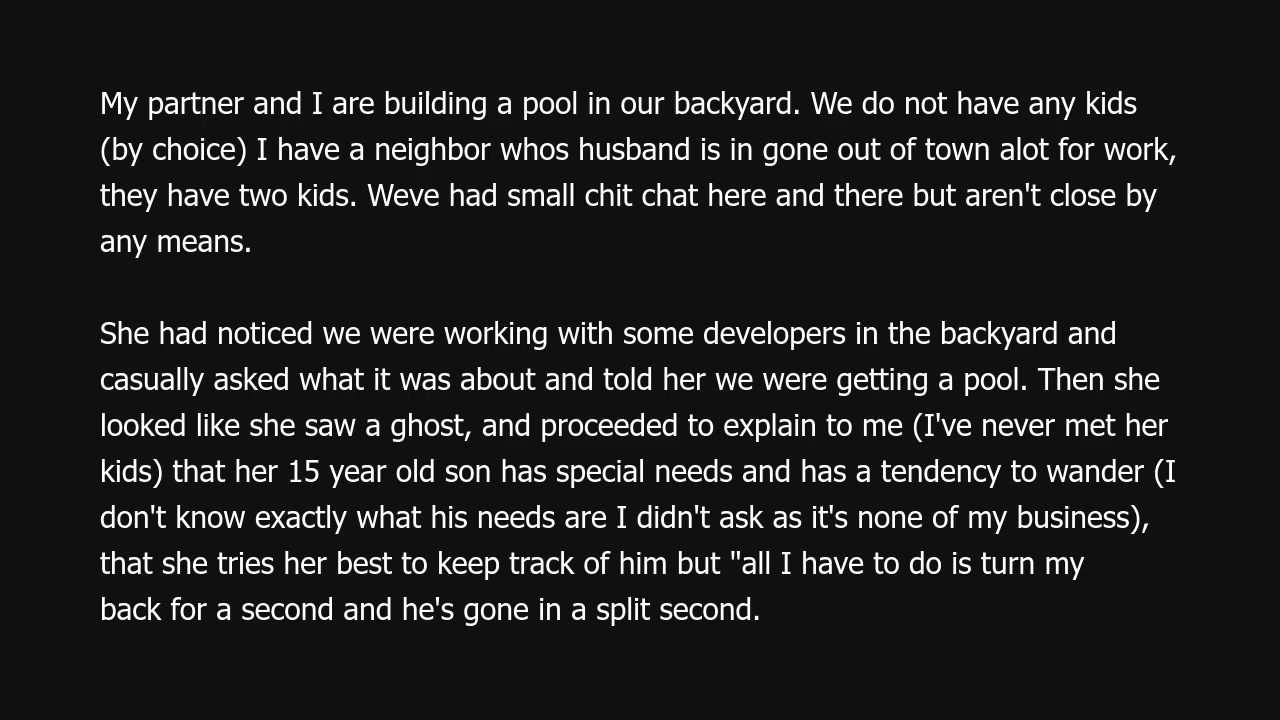 My partner and I are building a pool in our backyard. We do not have any kids
(by choice) I have a neighbor whos husband is in gone out of town alot for work,
they have two kids. Weve had small chit chat here and there but aren't close by
any means.
She had noticed we were working with some developers in the backyard and
casually asked what it was about and told her we were getting a pool. Then she
looked like she saw a ghost, and proceeded to explain to me (I've never met her
kids) that her 15 year old son has special needs and has a tendency to wander (I
don't know exactly what his needs are I didn't ask as it's none of my business),
that she tries her best to keep track of him but "all I have to do is turn my
back for a second and he's gone in a split second.